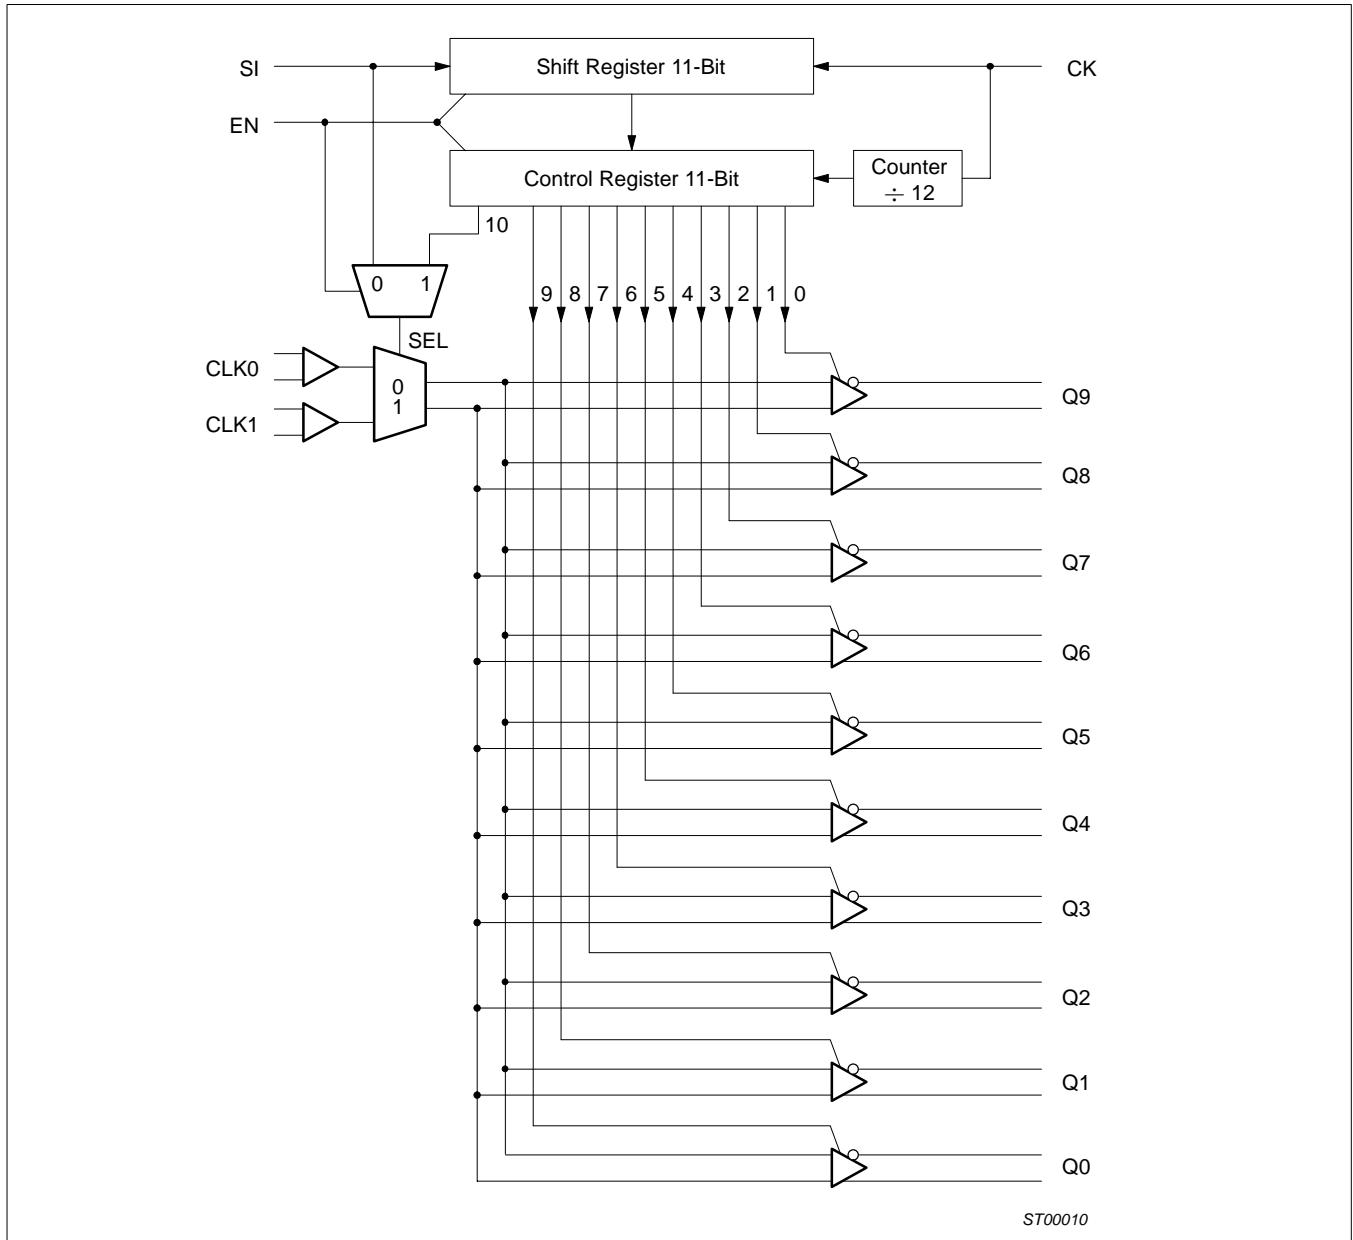 SI
Shift Register 11-Bit
CK
EN
Control Register 11-Bit
Counter
÷ 12
10
0 1
9 8 7 6 5 4 3 2 1 0
SEL
CLK0
0
1
CLK1
Q9
Q8
Q7
Q6
Q5
Q4
Q3
Q2
Q1
Q0
ST00010